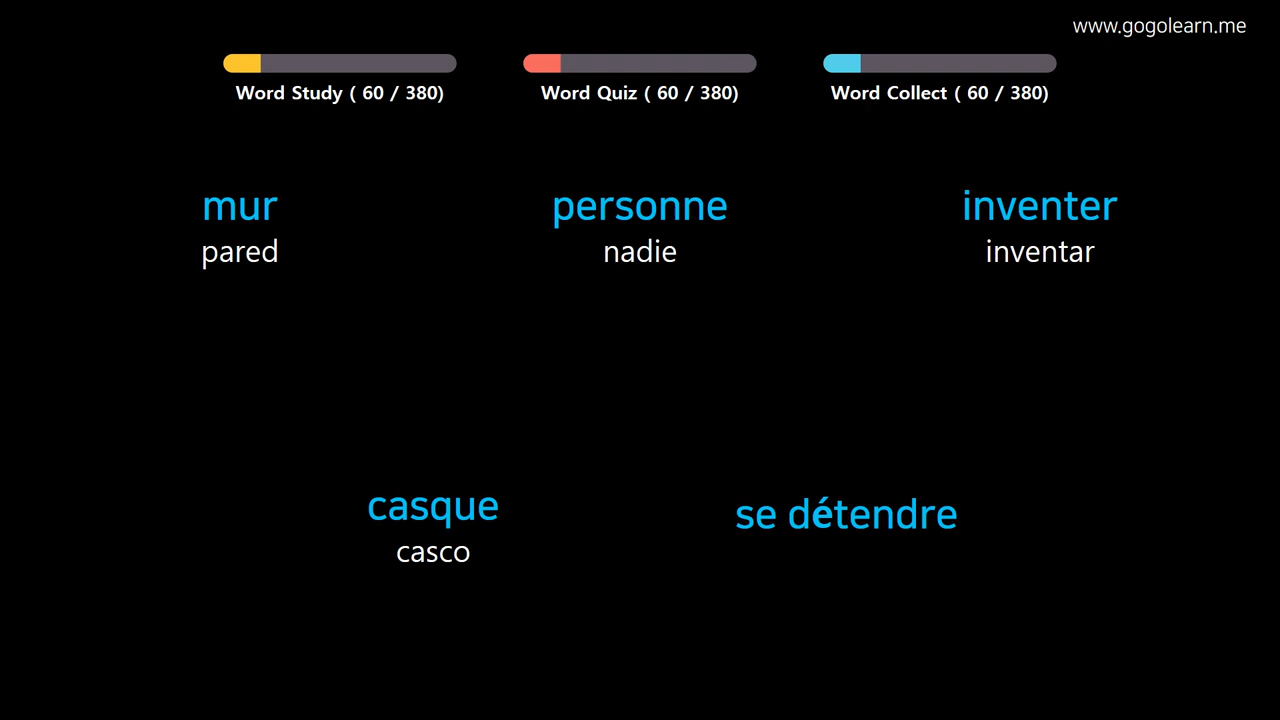 www.gogolearn.me
Word Study ( 60 / 380)
Word Quiz ( 60 / 380)
Word Collect ( 60 / 380)
mur
pared
personne
nadie
inventer
inventar
casque
casco
se détendre